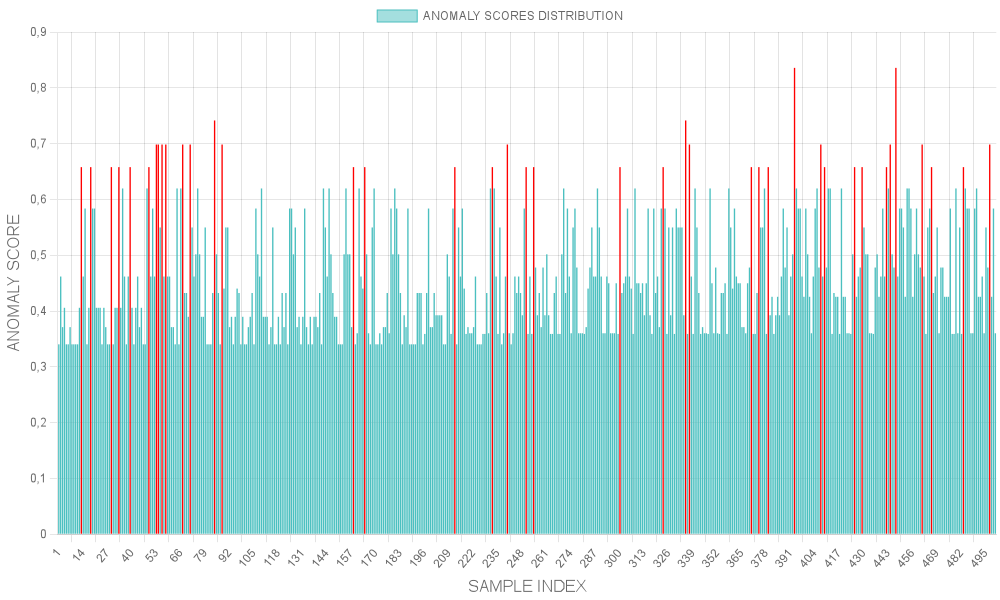 ANOMALY SCORES DISTRIBUTION
0,9
0,8
0,7
0,6
0,5
0,4
0,3
0,2
0,1
0
ANOMALY SCORE
1 14 27 40 53 66 79 92 105 118 131 144 157 170 183 196 209 222 235 248 261 274 287 300 313 326 339 352 365 378 391 404 417 430 443 456 469 482 495
SAMPLE INDEX